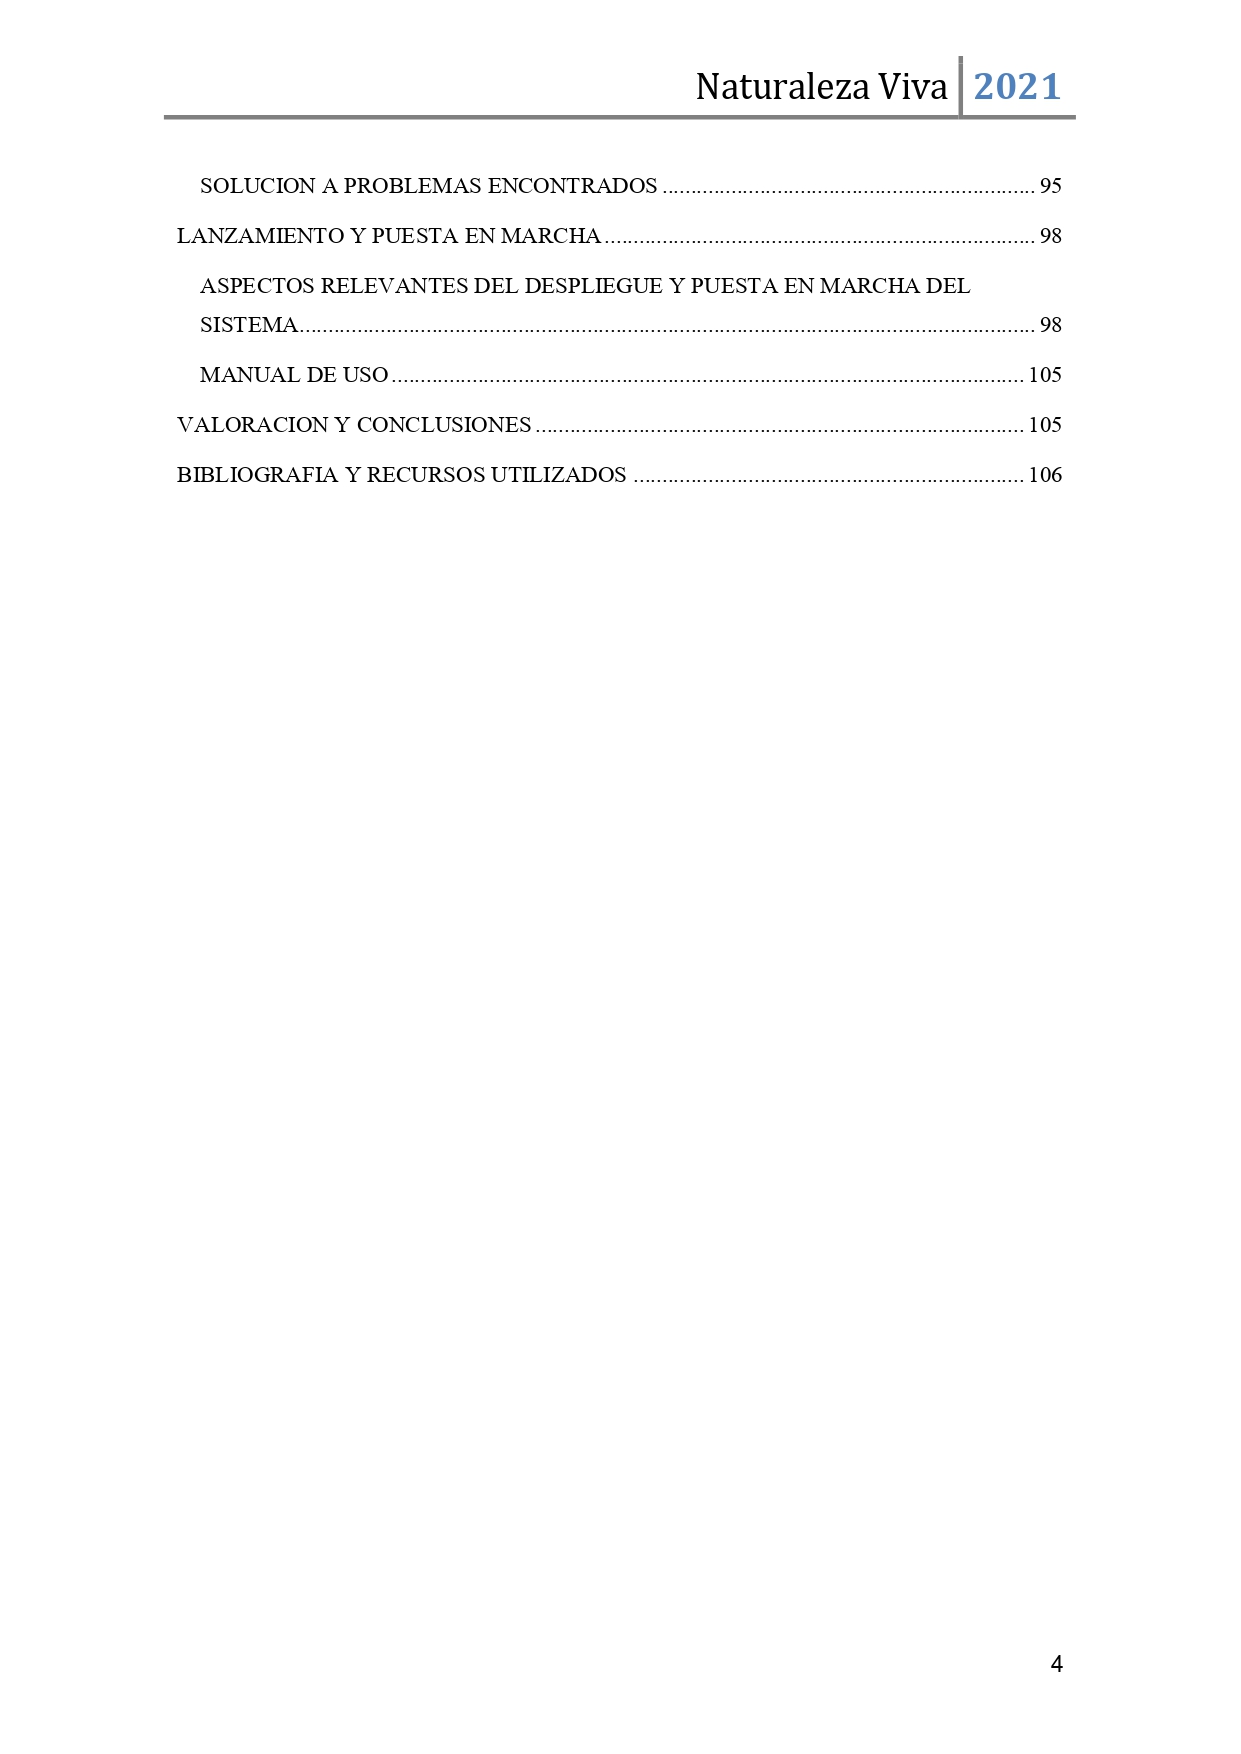 Naturaleza Viva 2021
SOLUCION A PROBLEMAS ENCONTRADOS ................................................................. 95
LANZAMIENTO Y PUESTA EN MARCHA ........................................................................... 98
ASPECTOS RELEVANTES DEL DESPLIEGUE Y PUESTA EN MARCHA DEL
SISTEMA ................................................................................................................................ 98
MANUAL DE USO .............................................................................................................. 105
VALORACION Y CONCLUSIONES ..................................................................................... 105
BIBLIOGRAFIA Y RECURSOS UTILIZADOS .................................................................... 106
4